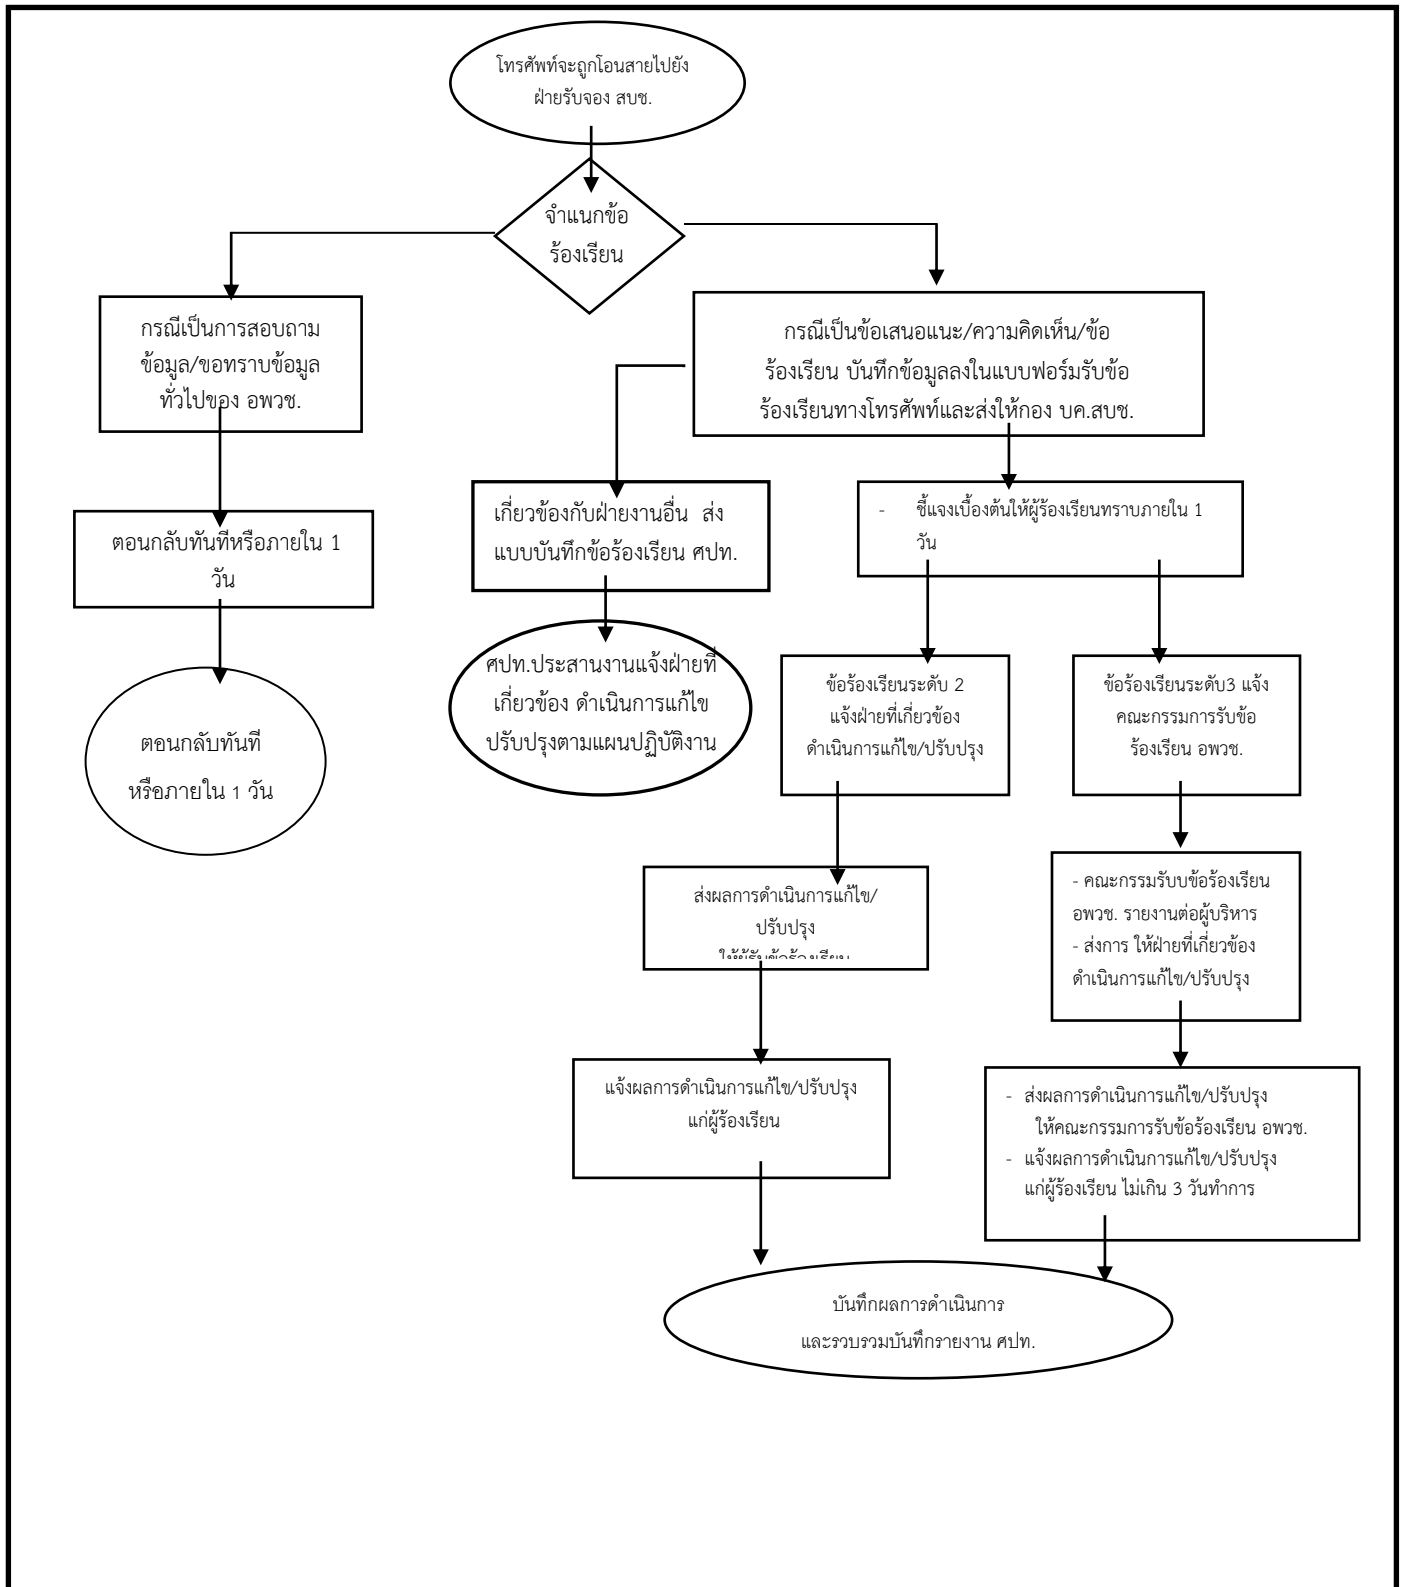 โทรศัพท์จะถูกโอนสายไปยัง
ฝ่ายรับจอง สบช.
จำแนกข้อ
ร้องเรียน
กรณีเป็นการสอบถาม
ข้อมูล/ขอทราบข้อมูล
ทั่วไปของ อพวช.
กรณีเป็นข้อเสนอแนะ/ความคิดเห็น/ข้อ
ร้องเรียน บันทึกข้อมูลลงในแบบฟอร์มรับข้อ
ร้องเรียนทางโทรศัพท์และส่งให้กอง บค.สบช.
ตอนกลับทันทีหรือภายใน 1
วัน
เกี่ยวข้องกับฝ่ายงานอื่น ส่ง
แบบบันทึกข้อร้องเรียน ศปท.
- ชี้แจงเบื้องต้นให้ผู้ร้องเรียนทราบภายใน 1
วัน
ตอนกลับทันที
หรือภายใน 1 วัน
ศปท.ประสานงานแจ้งฝ่ายที่
เกี่ยวข้อง ดำเนินการแก้ไข
ปรับปรุงตามแผนปฏิบัติงาน
ข้อร้องเรียนระดับ 2
แจ้งฝ่ายที่เกี่ยวข้อง
ดำเนินการแก้ไข/ปรับปรุง
ข้อร้องเรียนระดับ3 แจ้ง
คณะกรรมการรับข้อ
ร้องเรียน อพวช.
ส่งผลการดำเนินการแก้ไข/
ปรับปรุง
ให้ผู้รับข้อร้องเรียน
- คณะกรรมรับบข้อร้องเรียน
อพวช. รายงานต่อผู้บริหาร
- ส่งการ ให้ฝ่ายที่เกี่ยวข้อง
ดำเนินการแก้ไข/ปรับปรุง
แจ้งผลการดำเนินการแก้ไข/ปรับปรุง
แก่ผู้ร้องเรียน
- ส่งผลการดำเนินการแก้ไข/ปรับปรุง
ให้คณะกรรมการรับข้อร้องเรียน อพวช.
- แจ้งผลการดำเนินการแก้ไข/ปรับปรุง
แก่ผู้ร้องเรียน ไม่เกิน 3 วันทำการ
บันทึกผลการดำเนินการ
และรวบรวมบันทึกรายงาน ศปท.